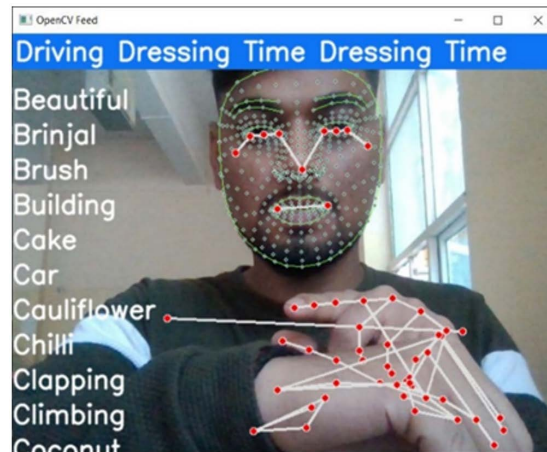 OpenCV Feed
Driving Dressing Time Dressing Time
Beautiful
Brinjal
Brush
Building
Cake
Car
Cauliflower
Chilli
Clapping
Climbing
Coconut